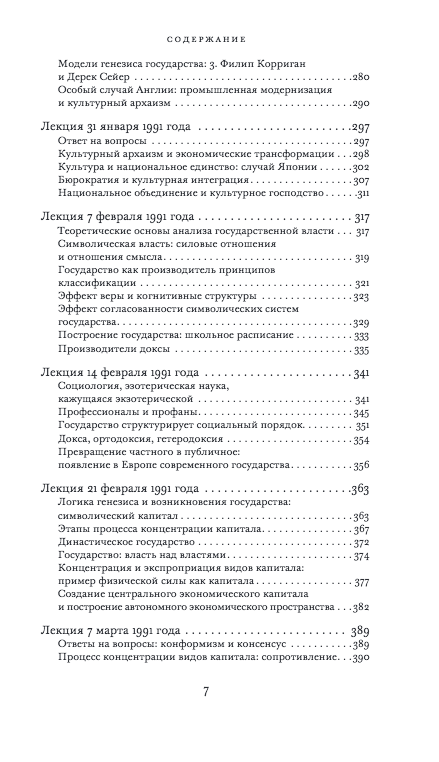 СОДЕРЖАНИЕ
Модели генезиса государства: 3. Филип Корриган
и Дерек Сейер . . . . . . . . . . . . . . . . . . . . . . . . . . . . . . . . . .280
Особый случай Англии: промышленная модернизация
и культурный архаизм . . . . . . . . . . . . . . . . . . . . . . . . . . . .290
Лекция 31 января 1991 года . . . . . . . . . . . . . . . . . . . . . . .297
Ответ на вопросы . . . . . . . . . . . . . . . . . . . . . . . . . . . . . . .297
Культурный архаизм и экономические трансформации . . . .298
Культура и национальное единство: случай Японии . . . . . .302
Бюрократия и культурная интеграция. . . . . . . . . . . . . . . . .307
Национальное объединение и культурное господство . . . . .311
Лекция 7 февраля 1991 года . . . . . . . . . . . . . . . . . . . . . . . 317
Теоретические основы анализа государственной власти . . . 317
Символическая власть: силовые отношения
и отношения смысла. . . . . . . . . . . . . . . . . . . . . . . . . . . . . 319
Государство как производитель принципов
классификации . . . . . . . . . . . . . . . . . . . . . . . . . . . . . . . . . 321
Эффект веры и когнитивные структуры . . . . . . . . . . . . . . . 323
Эффект согласованности символических систем
государства. . . . . . . . . . . . . . . . . . . . . . . . . . . . . . . . . . . . 329
Построение государства: школьное расписание . . . . . . . . . 333
Производители доксы . . . . . . . . . . . . . . . . . . . . . . . . . . . . 335
Лекция 14 февраля 1991 года . . . . . . . . . . . . . . . . . . . . . . 341
Социология, эзотерическая наука,
кажущаяся экзотерической . . . . . . . . . . . . . . . . . . . . . . . . 341
Профессионалы и профаны. . . . . . . . . . . . . . . . . . . . . . . . 345
Государство структурирует социальный порядок. . . . . . . . 351
Докса, ортодоксия, гетеродоксия . . . . . . . . . . . . . . . . . . . . 354
Превращение частного в публичное:
появление в Европе современного государства. . . . . . . . . . 356
Лекция 21 февраля 1991 года . . . . . . . . . . . . . . . . . . . . . .363
Логика генезиса и возникновения государства:
символический капитал . . . . . . . . . . . . . . . . . . . . . . . . . . . 363
Этапы процесса концентрации капитала. . . . . . . . . . . . . . . 367
Династическое государство . . . . . . . . . . . . . . . . . . . . . . . . 372
Государство: власть над властями. . . . . . . . . . . . . . . . . . . . 374
Концентрация и экспроприация видов капитала:
пример физической силы как капитала . . . . . . . . . . . . . . . . 377
Создание центрального экономического капитала
и построение автономного экономического пространства . . .382
Лекция 7 марта 1991 года . . . . . . . . . . . . . . . . . . . . . . . . . 389
Ответы на вопросы: конформизм и консенсус . . . . . . . . . . .389
Процесс концентрации видов капитала: сопротивление. . .390
7